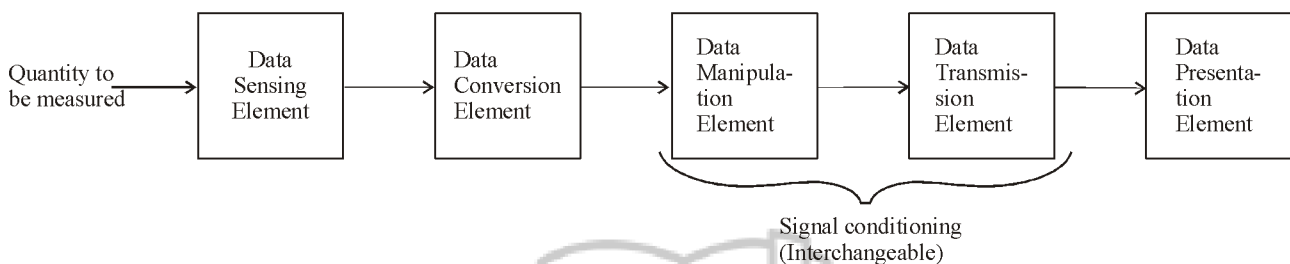 Quantity to
be measured
Data
Sensing
Element
Data
Conversion
Element
Data
Manipula-
tion
Element
Data
Transmis-
sion
Element
Data
Presenta-
tion
Element
Signal conditioning
(Interchangeable)